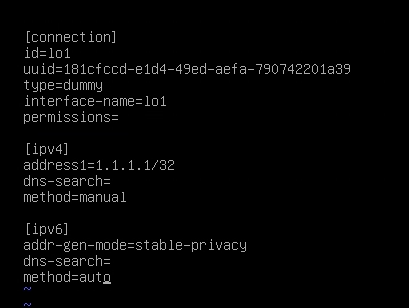 [connection]
id=lo1
uuid=181cfccd-e1d4-49ed-aefa-790742201a39
type=dummy
interface-name=lo1
permissions=
[ipv4]
address1=1.1.1.1/32
dns-search=
method=manual
[ipv6]
addr-gen-mode=stable-privacy
dns-search=
method=auto
~
~